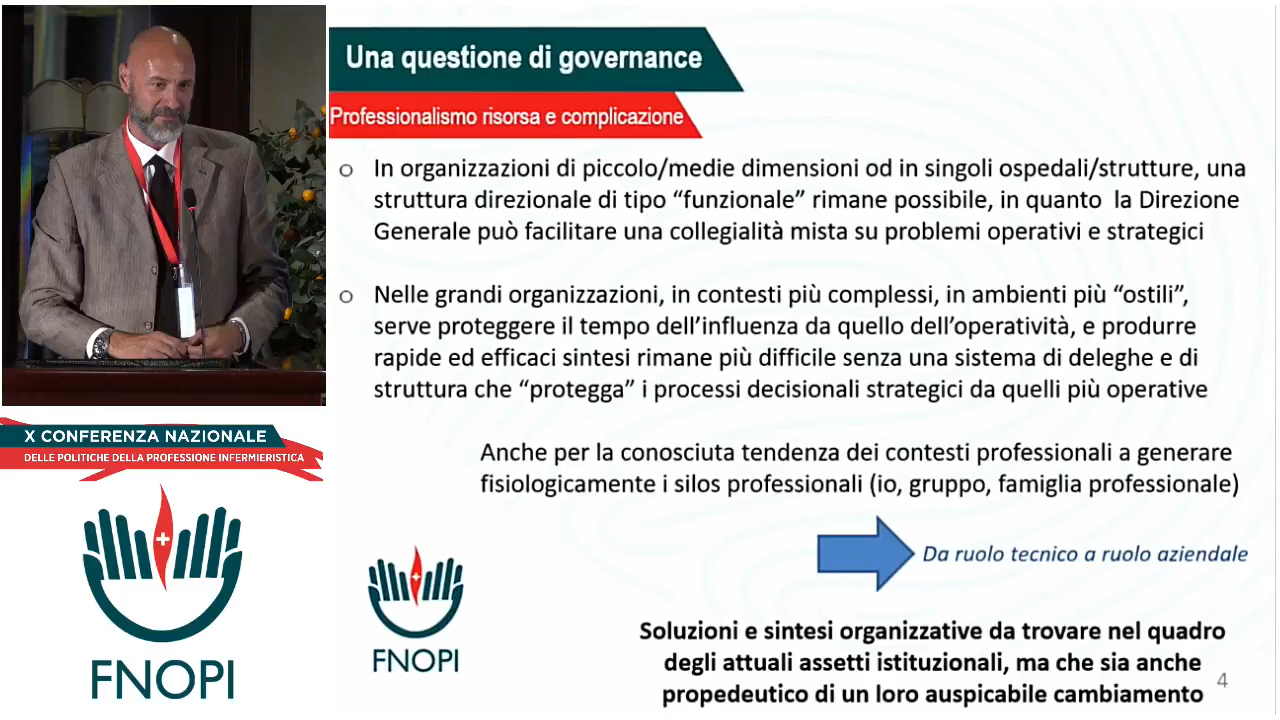 Una questione di governance
Professionalismo risorsa e complicazione
o In organizzazioni di piccolo/medie dimensioni od in singoli ospedali/strutture, una
struttura direzionale di tipo “funzionale” rimane possibile, in quanto la Direzione
Generale può facilitare una collegialità mista su problemi operativi e strategici
o Nelle grandi organizzazioni, in contesti più complessi, in ambienti più “ostili”,
serve proteggere il tempo dell’influenza da quello dell’operatività, e produrre
rapide ed efficaci sintesi rimane più difficile senza una sistema di deleghe e di
struttura che “protegga” i processi decisionali strategici da quelli più operative
Anche per la conosciuta tendenza dei contesti professionali a generare
fisiologicamente i silos professionali (io, gruppo, famiglia professionale)
Da ruolo tecnico a ruolo aziendale
Soluzioni e sintesi organizzative da trovare nel quadro
degli attuali assetti istituzionali, ma che sia anche
propedeutico di un loro auspicabile cambiamento
4
FNOPI
X CONFERENZA NAZIONALE
DELLE POLITICHE DELLA PROFESSIONE INFERMIERISTICA
FNOPI